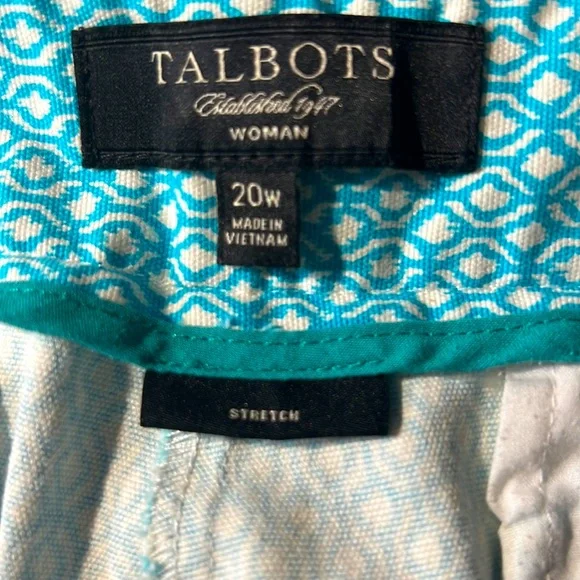 TALBOTS
Established 1947
WOMAN
20W
MADE IN
VIETNAM
STRETCH